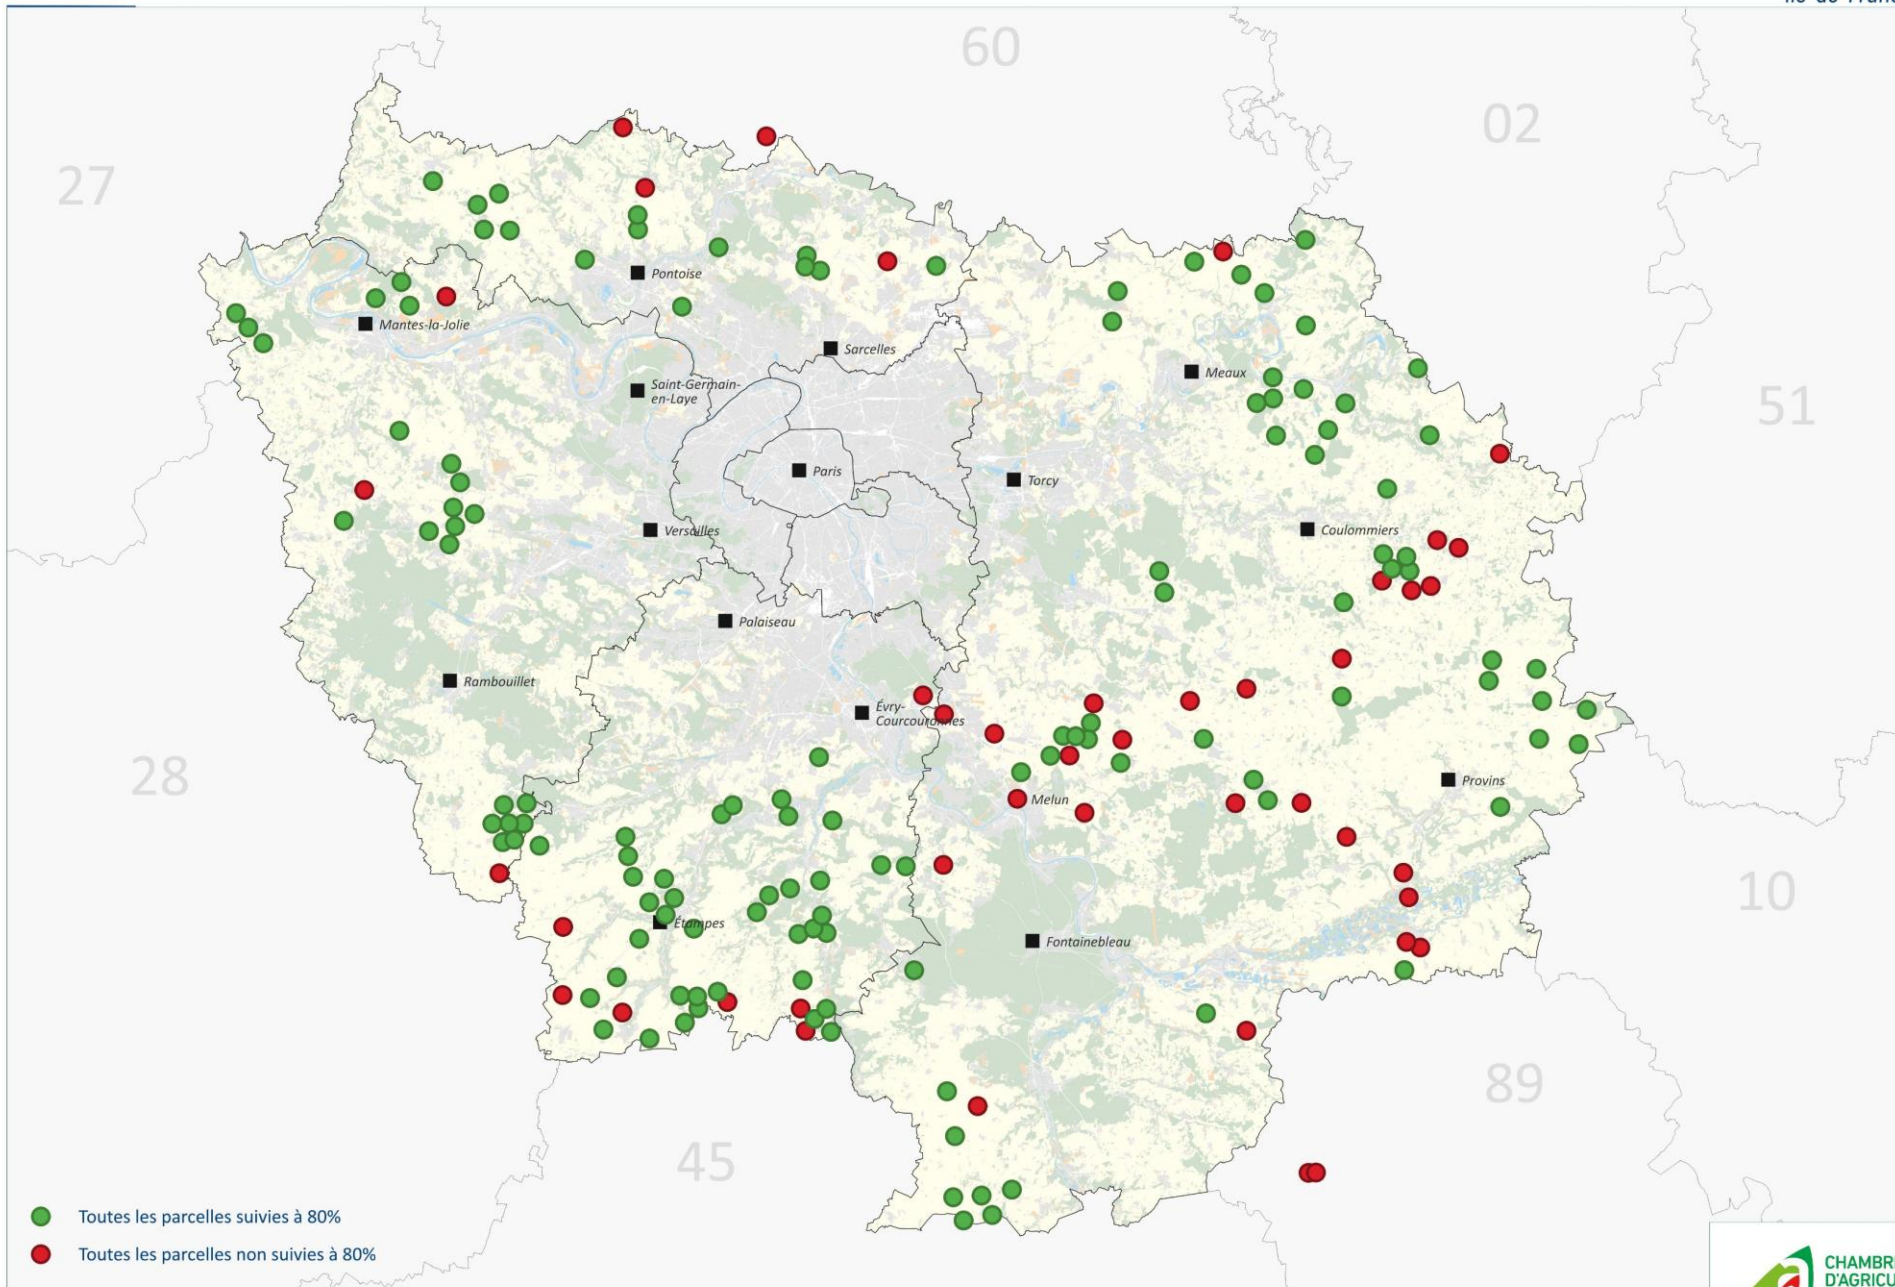 60
02
27
Pontoise
Mantes-la-Jolie
Sarcelles
Saint-Germain-
en-Laye
Meaux
51
Paris
Torcy
Versailles
Coulommiers
Palaiseau
Rambouillet
Évry-
Courcouronnes
28
Provins
Melun
10
Étampes
Fontainebleau
89
45
Toutes les parcelles suivies à 80%
Toutes les parcelles non suivies à 80%
CHAMBR
D'AGRICU